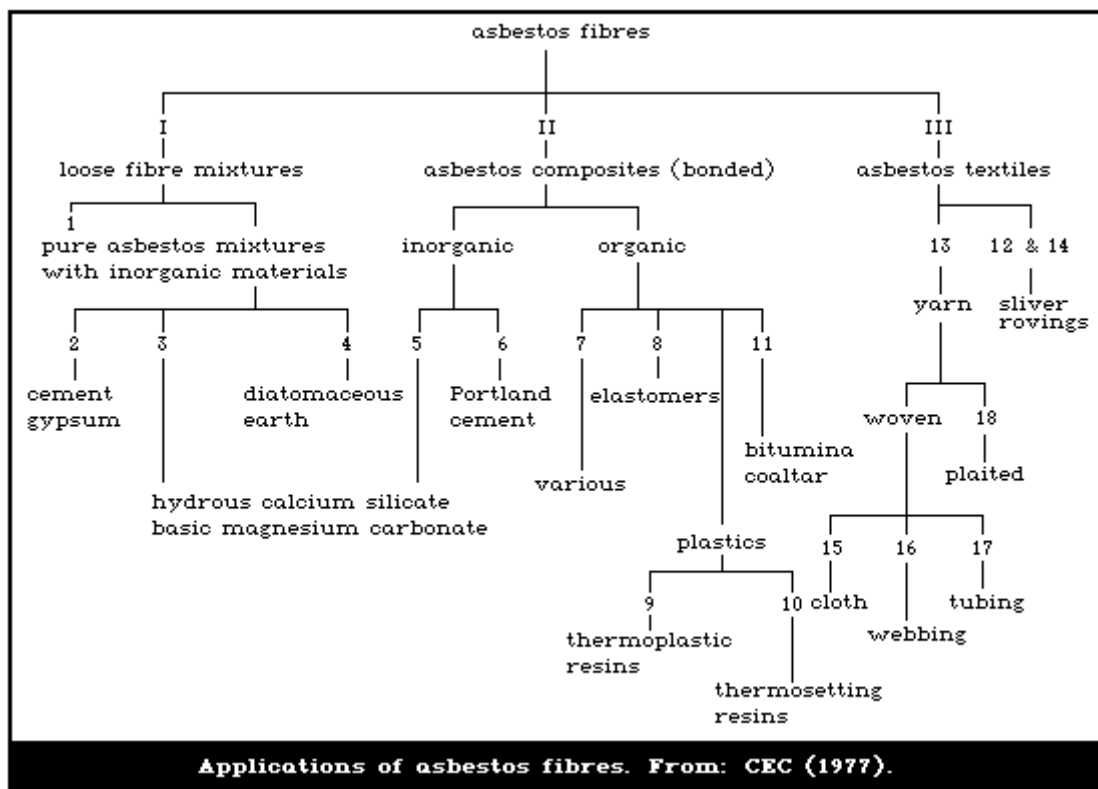 asbestos fibres
I
II
III
loose fibre mixtures
asbestos composites (bonded)
asbestos textiles
1
pure asbestos mixtures
with inorganic materials
inorganic
organic
13
12 & 14
yarn
sliver
rovings
2
3
4
5
6
7
8
11
cement
gypsum
diatomaceous
earth
Portland
cement
elastomers
woven
18
bitumina
coaltar
plaited
various
hydrous calcium silicate
basic magnesium carbonate
plastics
15
16
17
9
10
cloth
tubing
webbing
thermoplastic
resins
thermosetting
resins
Applications of asbestos fibres. From: CEC (1977).